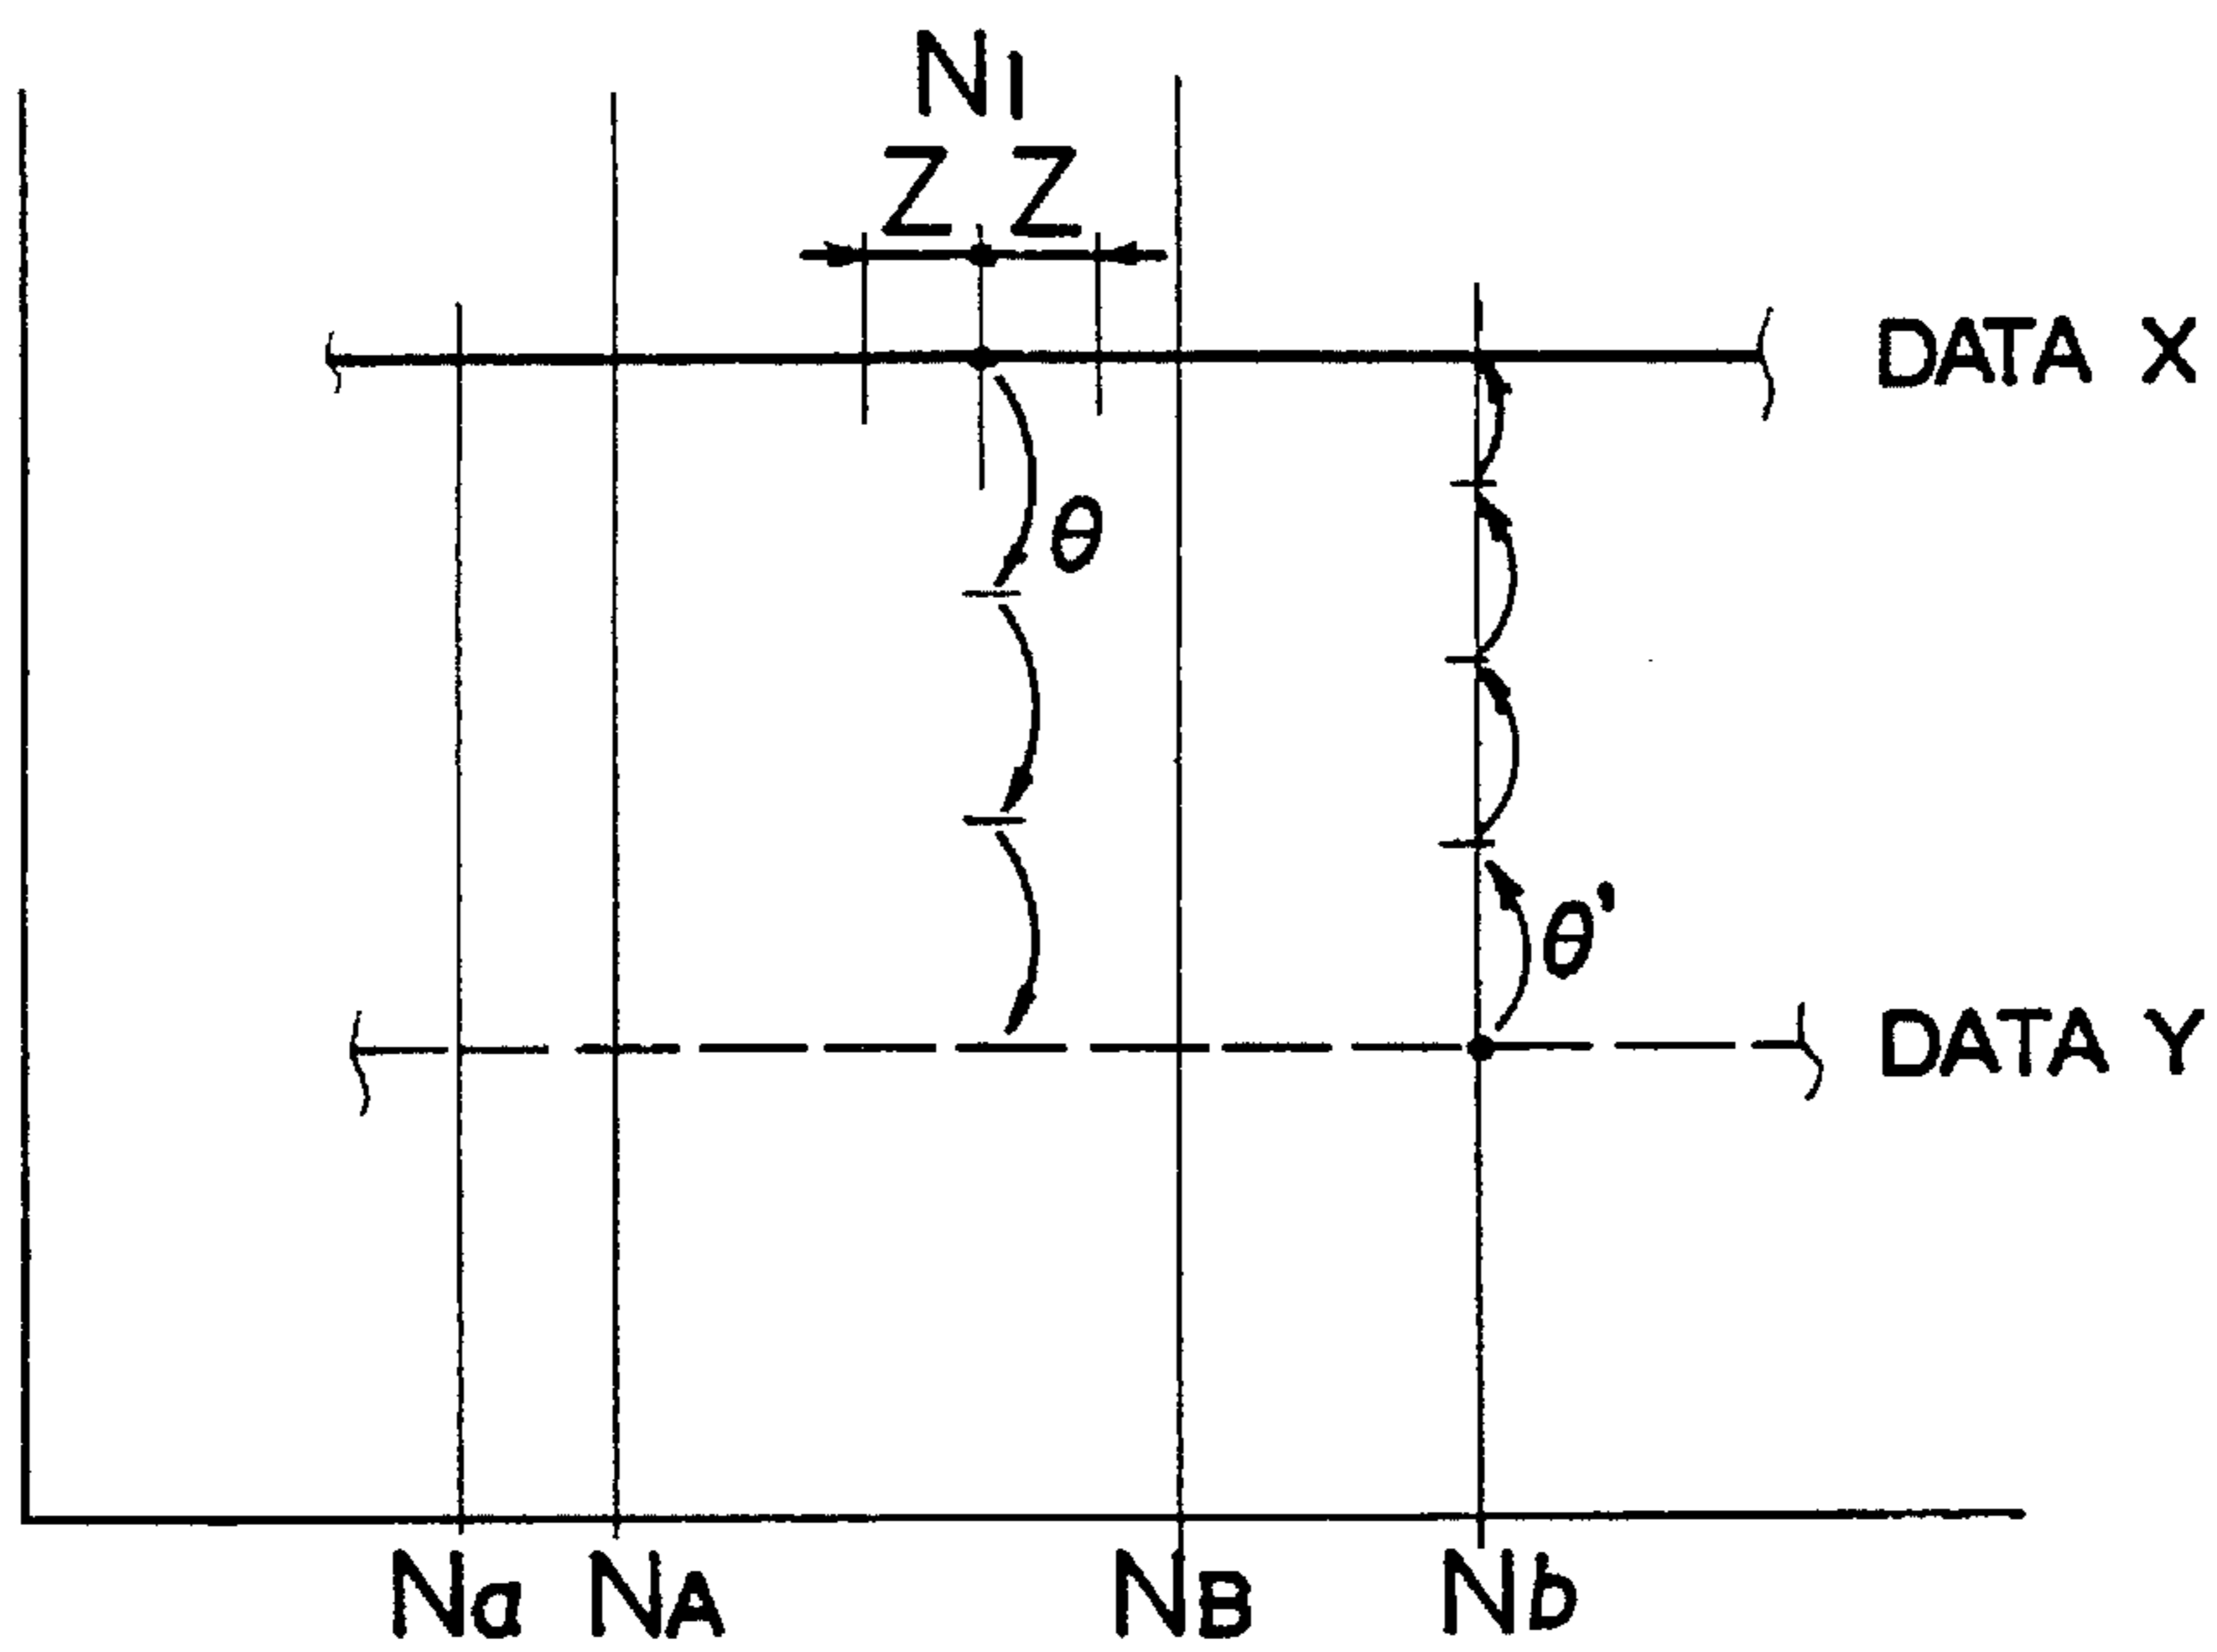 N1
Z Z
DATA X
θ
θ'
DATA Y
Na NA NB Nb